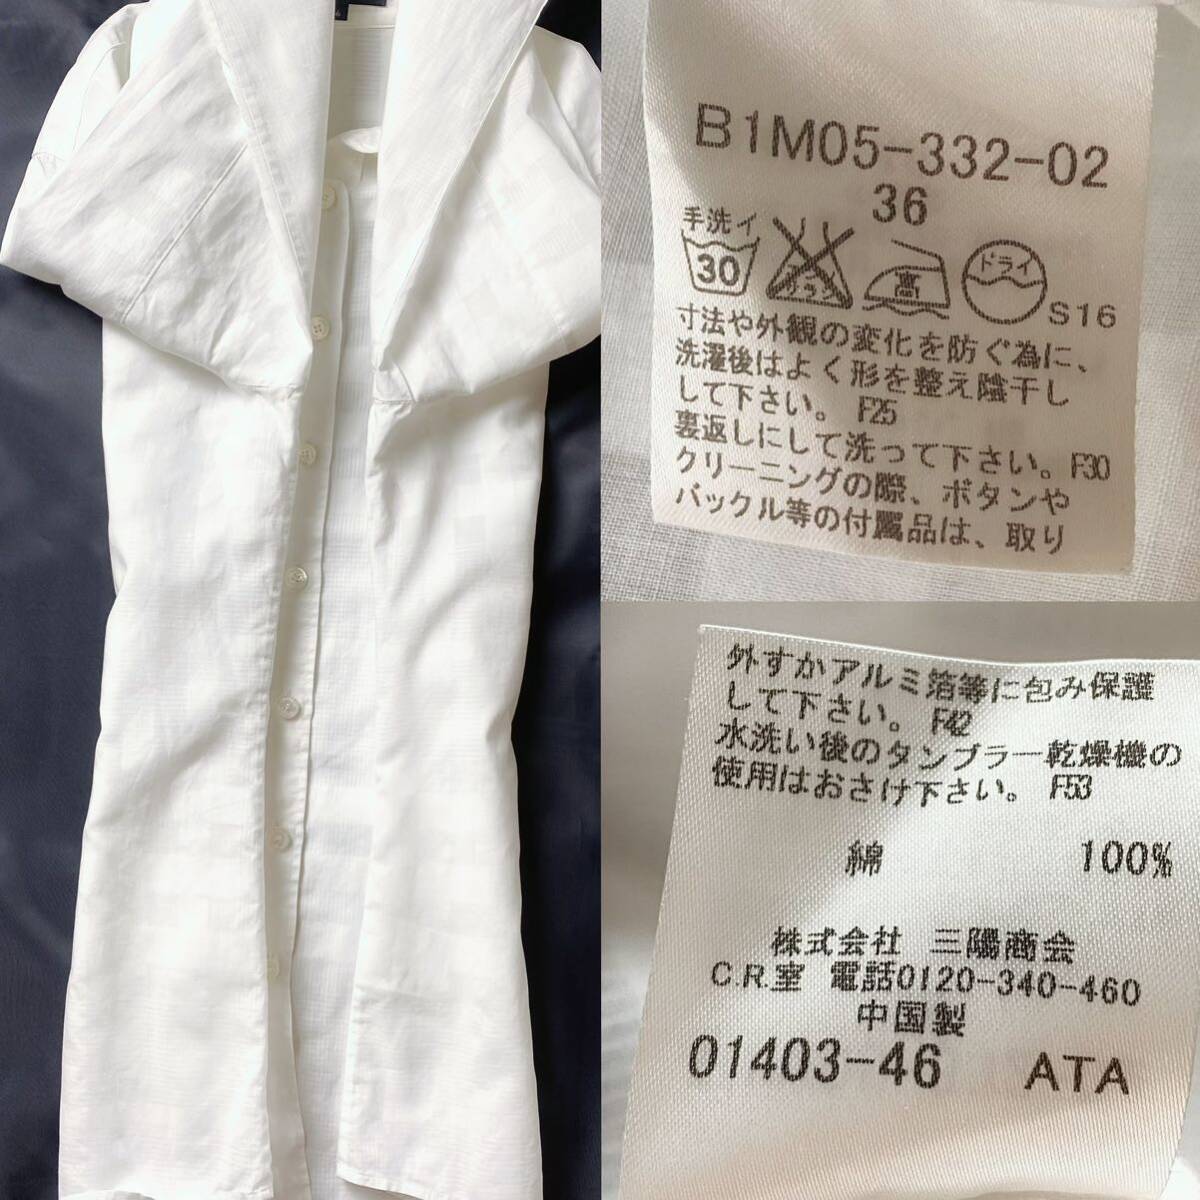 B1M05-332-02
36
手洗イ
30 高 ドライ
S16
寸法や外観の変化を防ぐ為に、
洗濯後はよく形を整え陰干し
して下さい。 F25
裏返しにして洗って下さい。F30
クリーニングの際、ボタンや
バックル等の付属品は、取り
外すかアルミ箔等に包み保護
して下さい。 F42
水洗い後のタンブラー乾燥機の
使用はおさけ下さい。 F53
綿 100%
株式会社 三陽商会
C.R.室 電話0120-340-460
中国製
01403-46 ATA